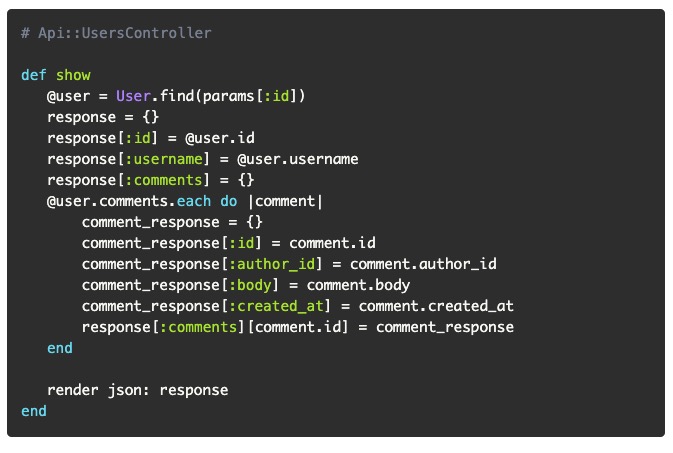 # Api::UsersController

def show
   @user = User.find(params[:id])
   response = {}
   response[:id] = @user.id
   response[:username] = @user.username
   response[:comments] = {}
   @user.comments.each do |comment|
       comment_response = {}
       comment_response[:id] = comment.id
       comment_response[:author_id] = comment.author_id
       comment_response[:body] = comment.body
       comment_response[:created_at] = comment.created_at
       response[:comments][comment.id] = comment_response
   end

   render json: response
end